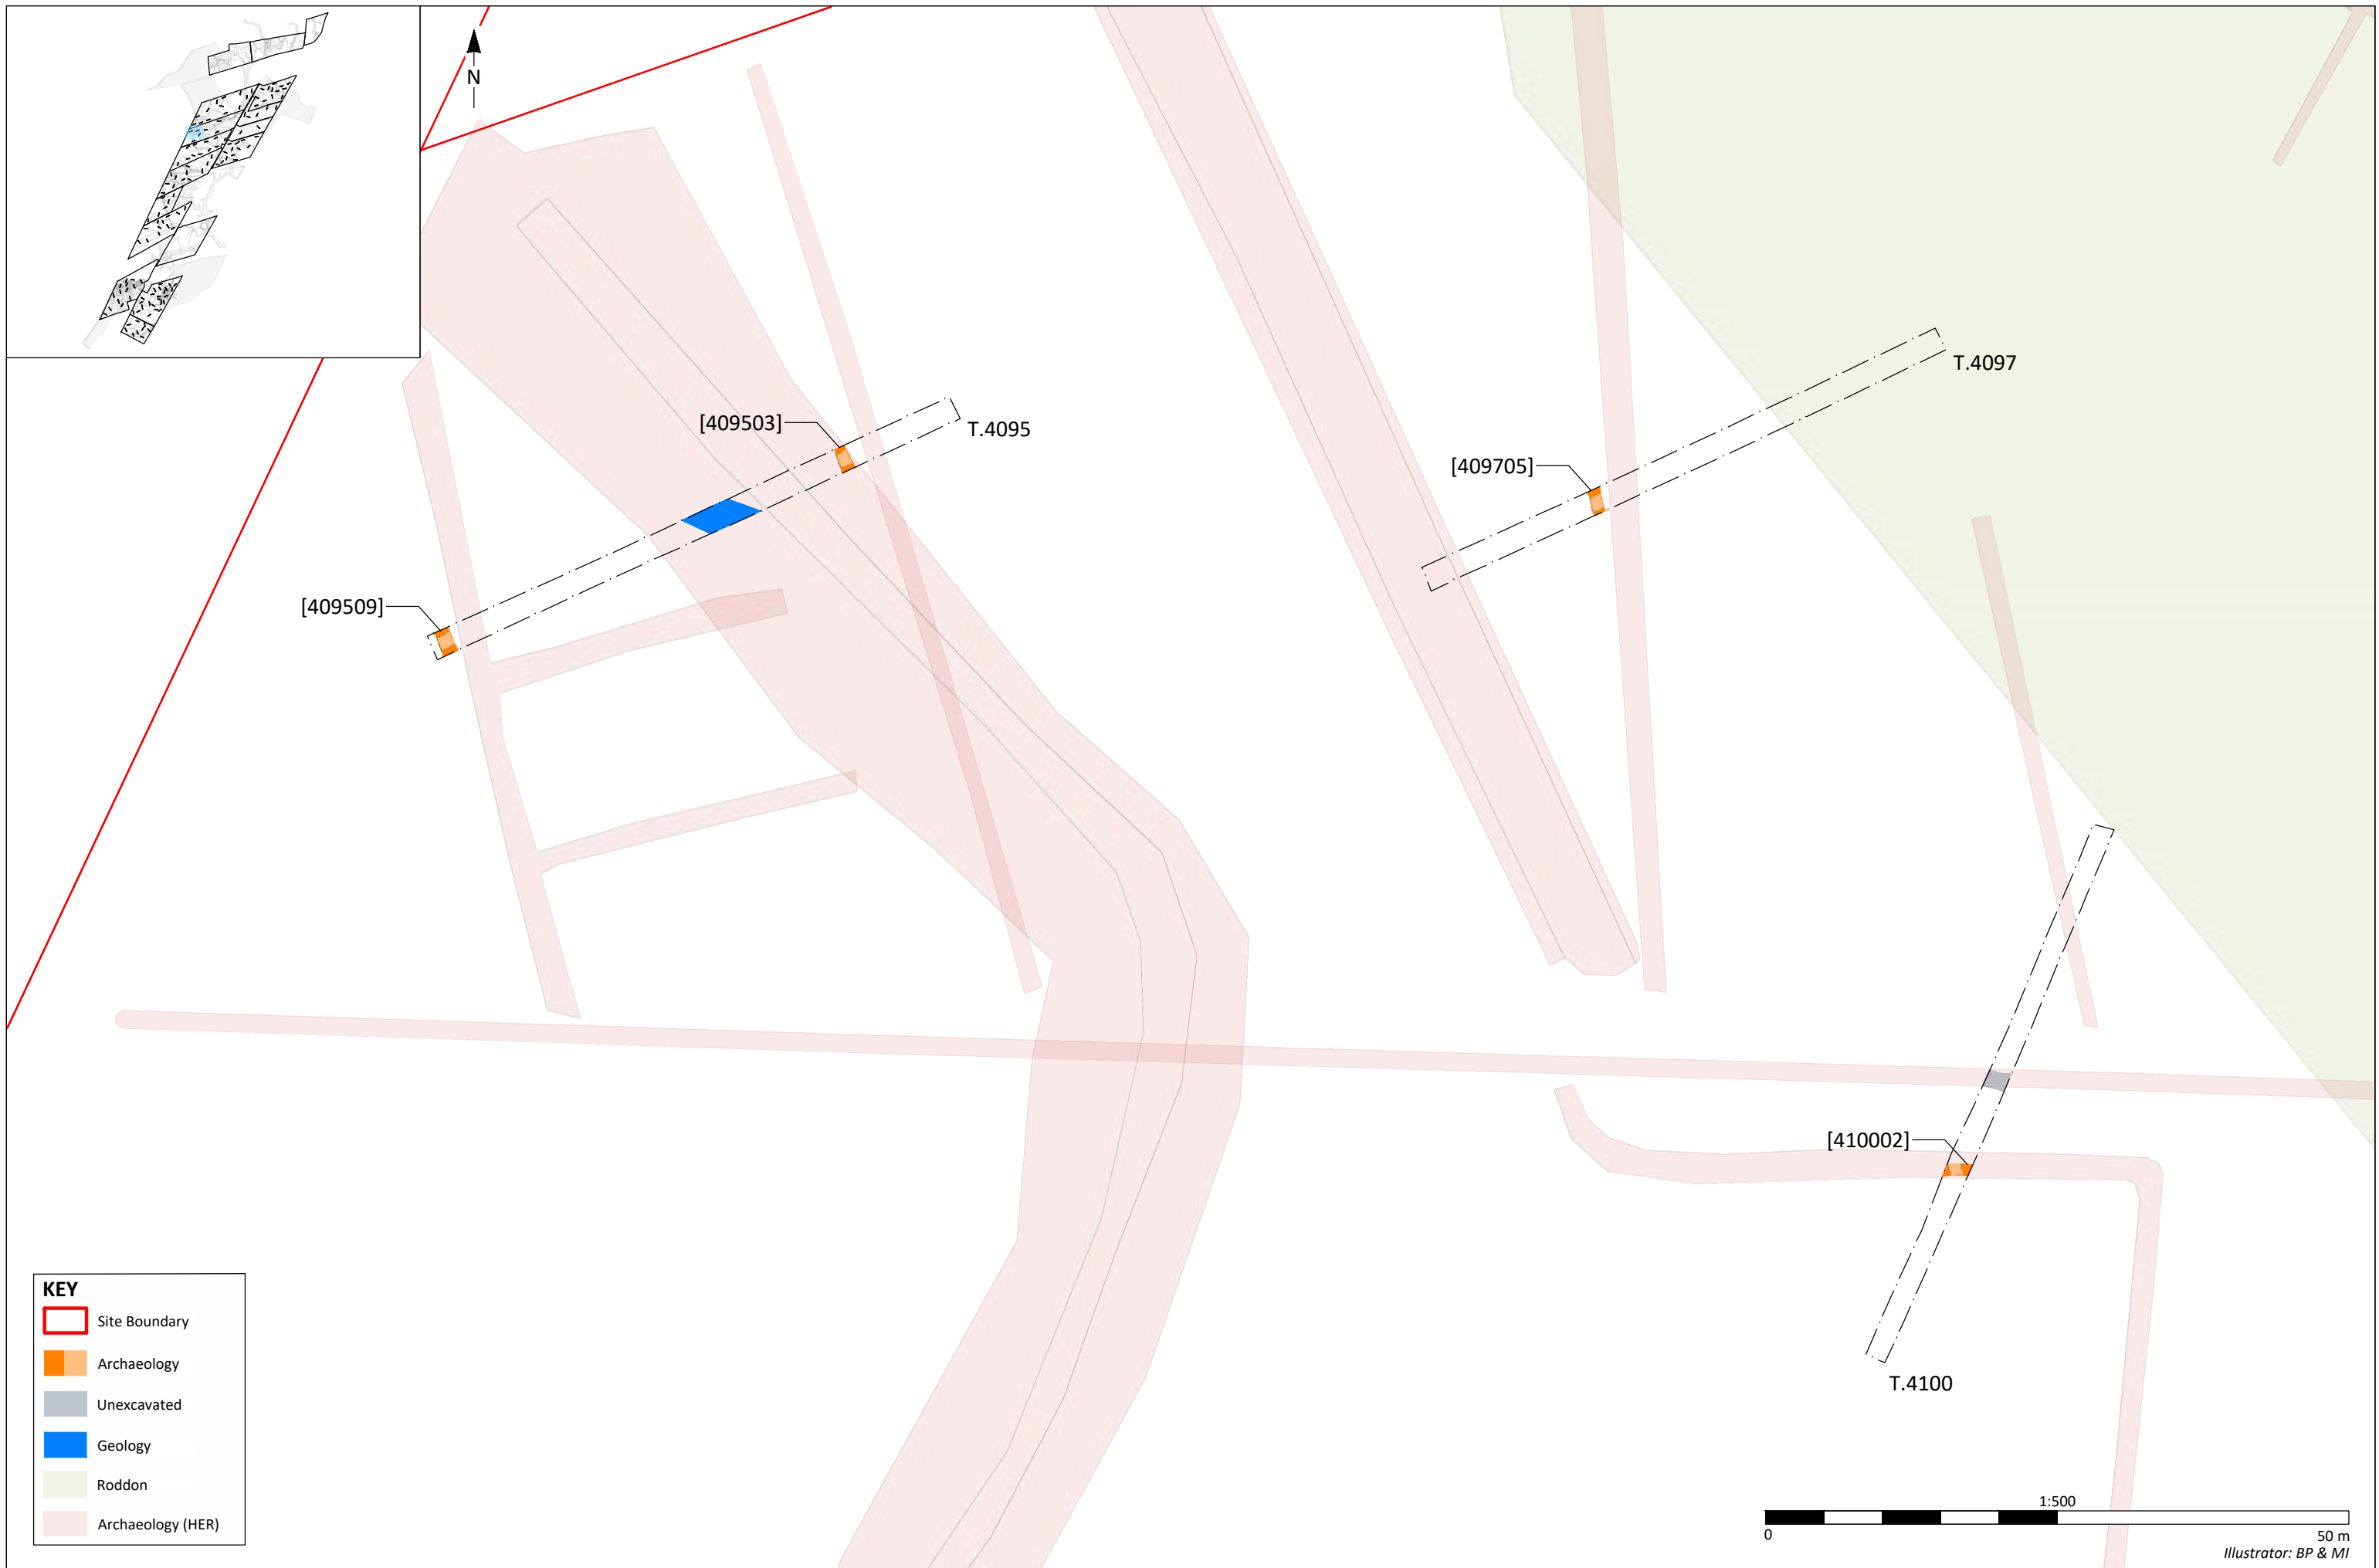 N
T.4097
[409503]
T.4095
[409705]
[409509]
[410002]
T.4100
KEY
Site Boundary
Archaeology
Unexcavated
Geology
Roddon
Archaeology (HER)
1:500
0
50 m
Illustrator: BP & MI